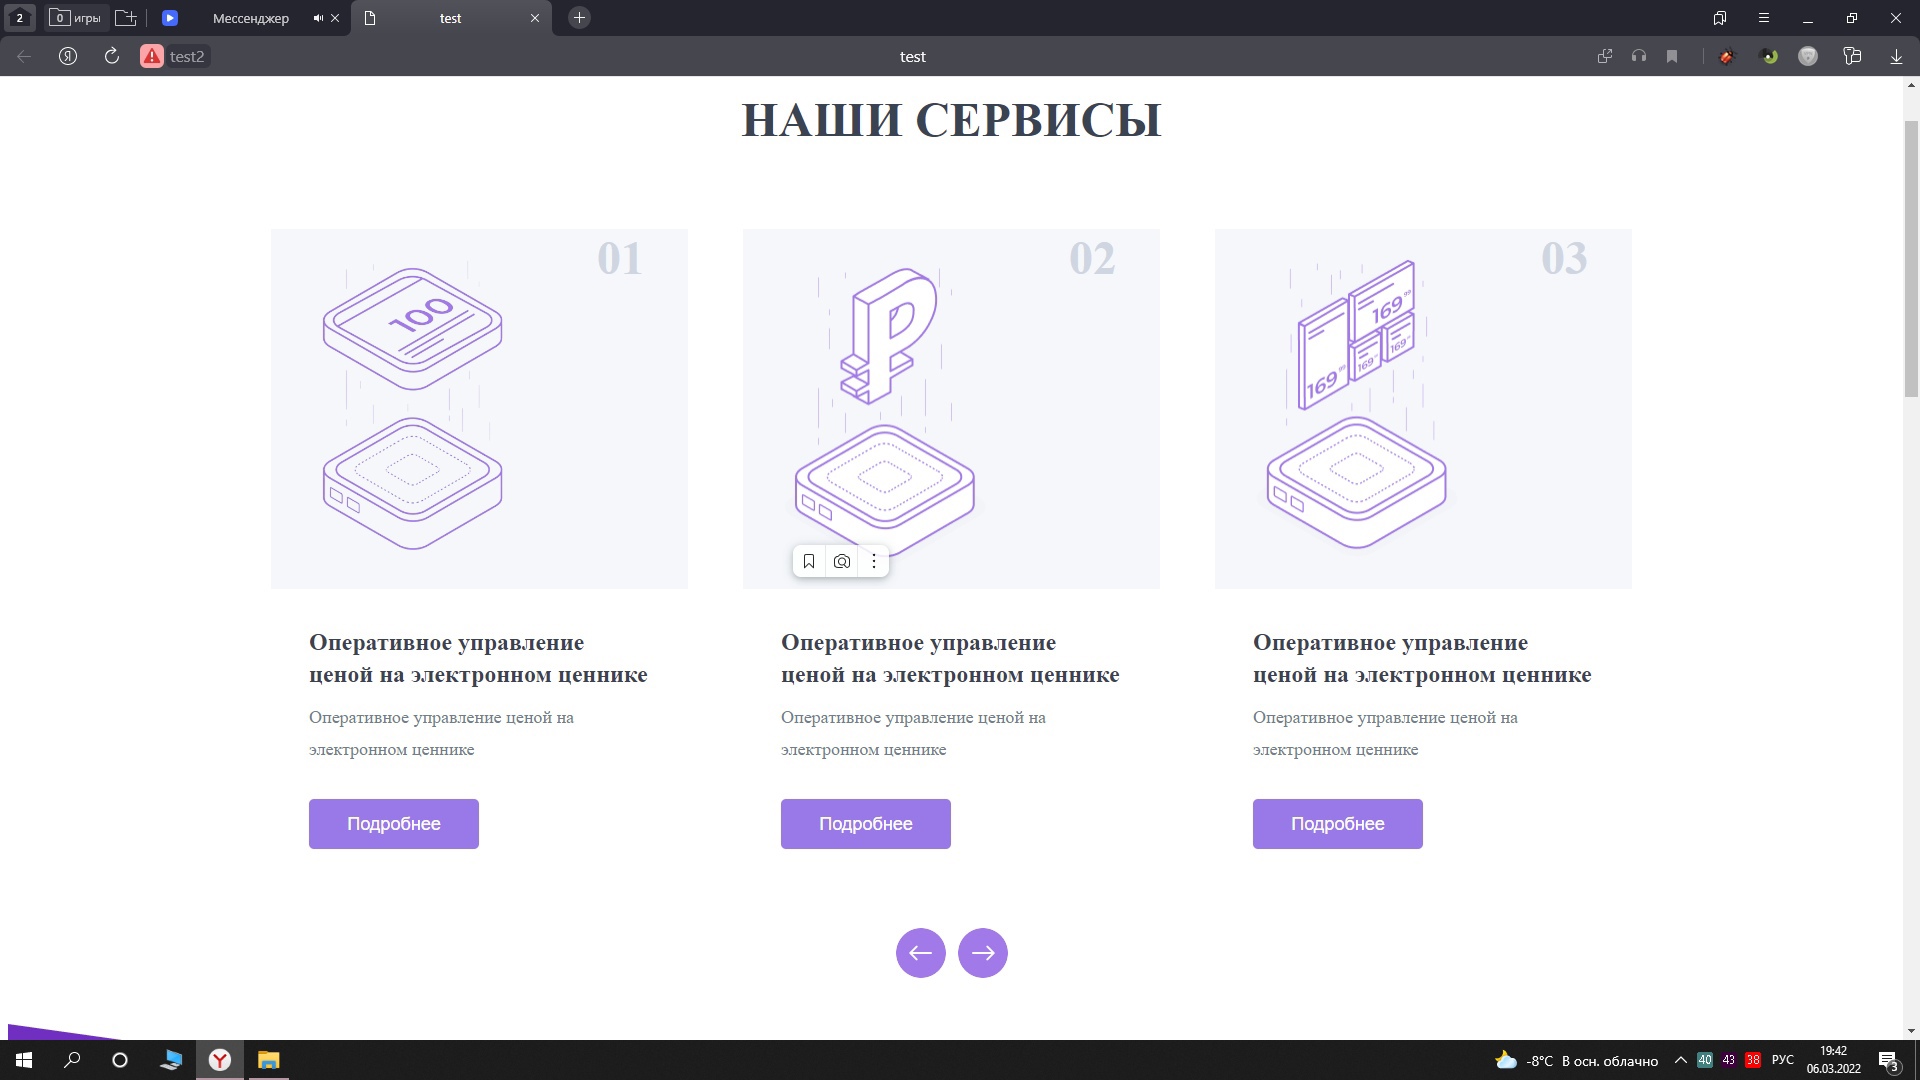 2
0 игры
Мессенджер
test
test2
test
НАШИ СЕРВИСЫ
01
02
03
100
169 99
169 99
169
169
Оперативное управление
ценой на электронном ценнике
Оперативное управление ценой на
электронном ценнике
Подробнее
Оперативное управление
ценой на электронном ценнике
Оперативное управление ценой на
электронном ценнике
Подробнее
Оперативное управление
ценой на электронном ценнике
Оперативное управление ценой на
электронном ценнике
Подробнее
-8°C В осн. облачно
40 43 38
РУС
19:42
06.03.2022
3